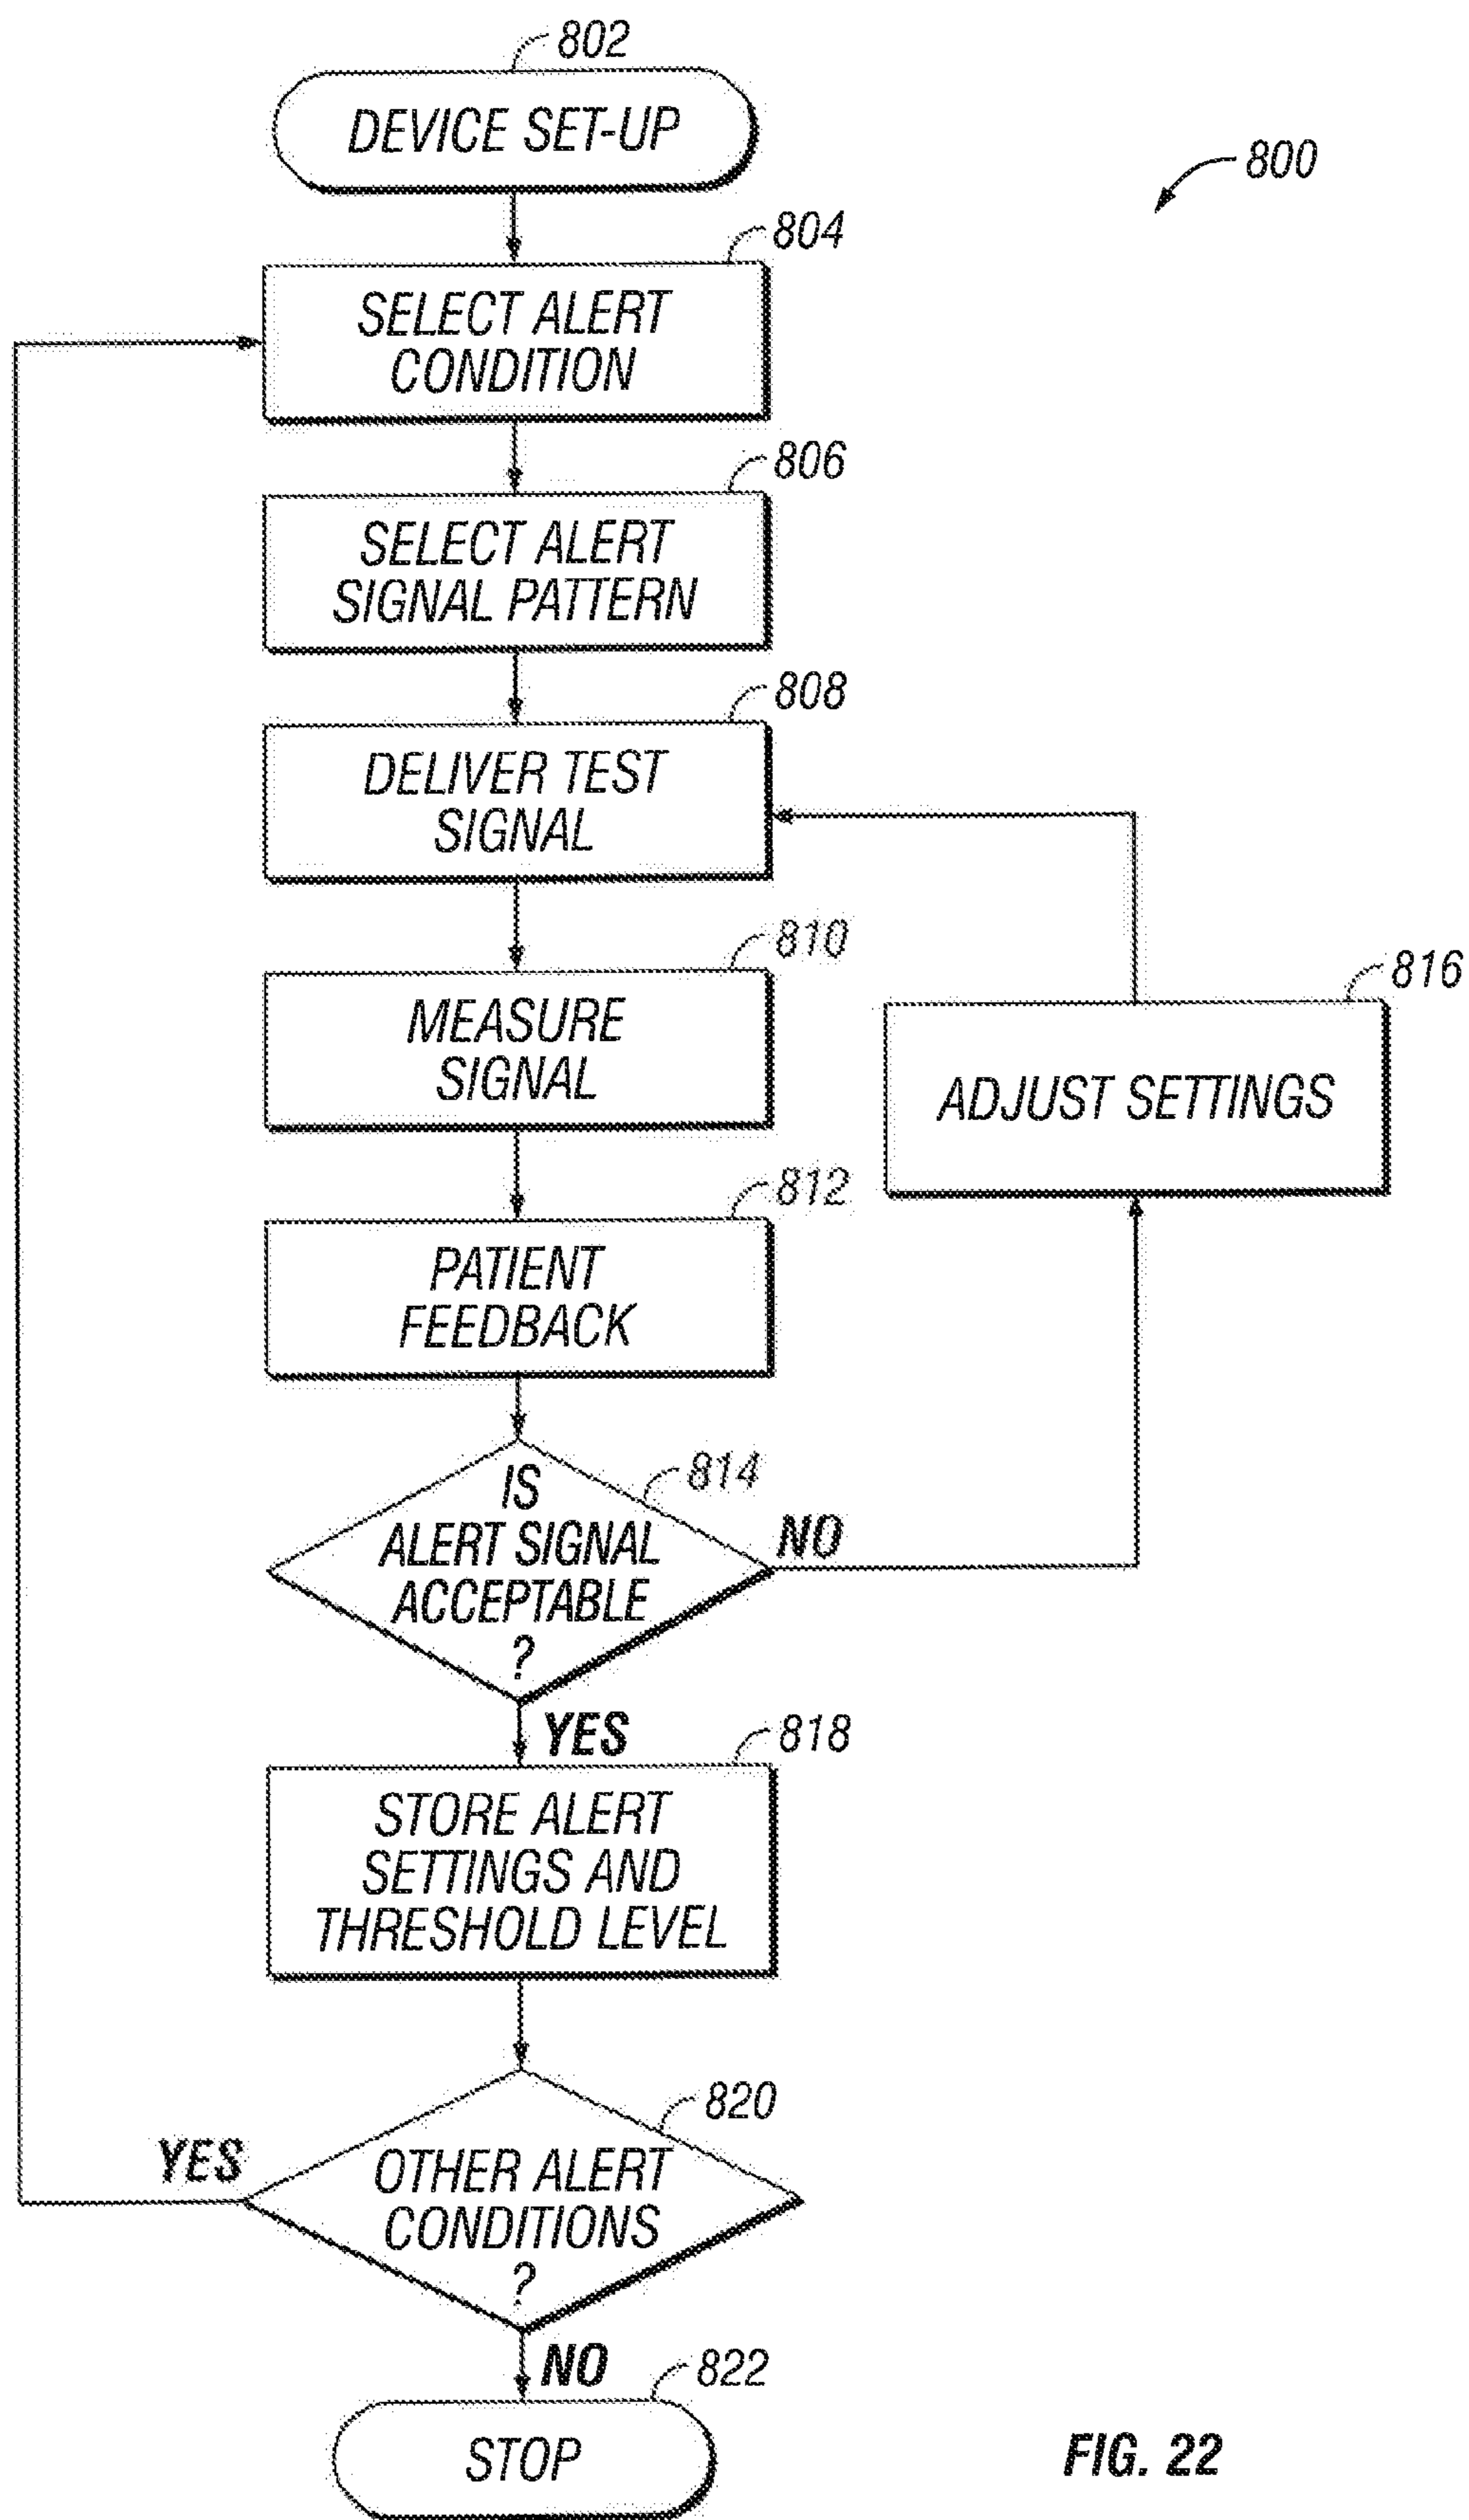 802
DEVICE SET-UP
800
804
SELECT ALERT
CONDITION
806
SELECT ALERT
SIGNAL PATTERN
808
DELIVER TEST
SIGNAL
810
MEASURE
SIGNAL
816
ADJUST SETTINGS
812
PATIENT
FEEDBACK
814
IS
ALERT SIGNAL
ACCEPTABLE
?
NO
YES
818
STORE ALERT
SETTINGS AND
THRESHOLD LEVEL
820
YES
OTHER ALERT
CONDITIONS
?
NO
822
STOP
FIG. 22